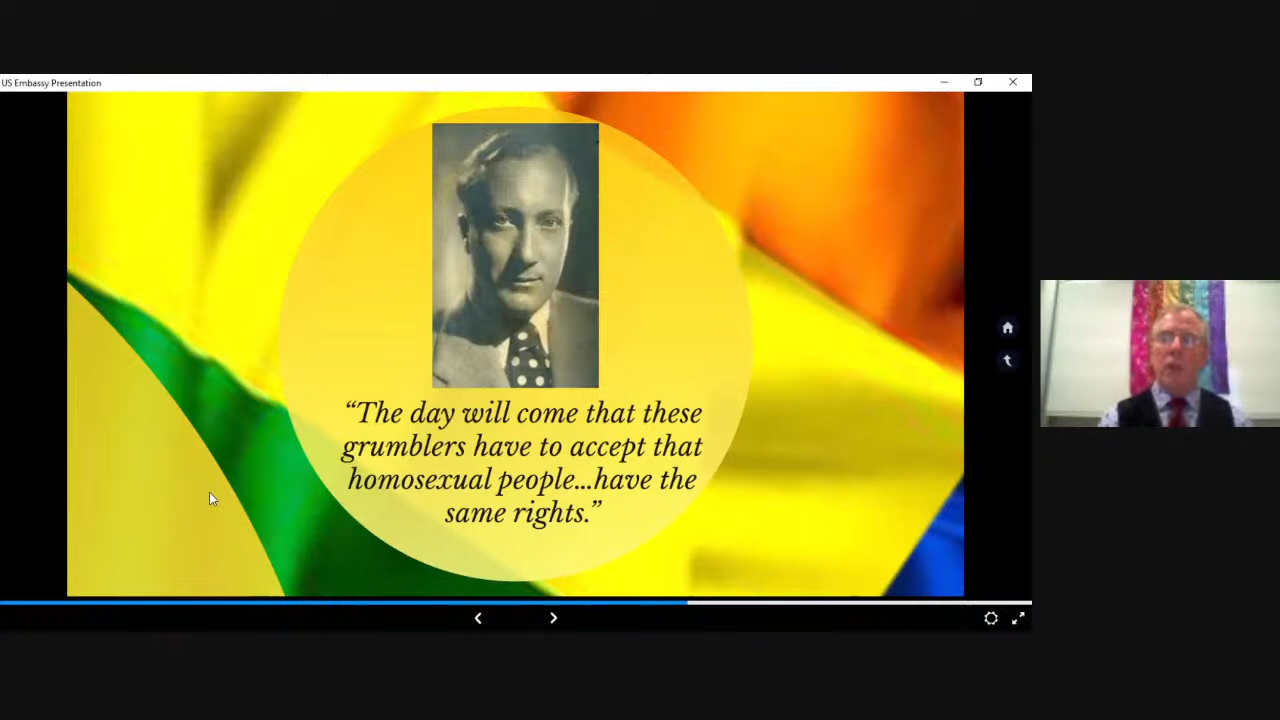 US Embassy Presentation
“The day will come that these
grumblers have to accept that
homosexual people...have the
same rights.”